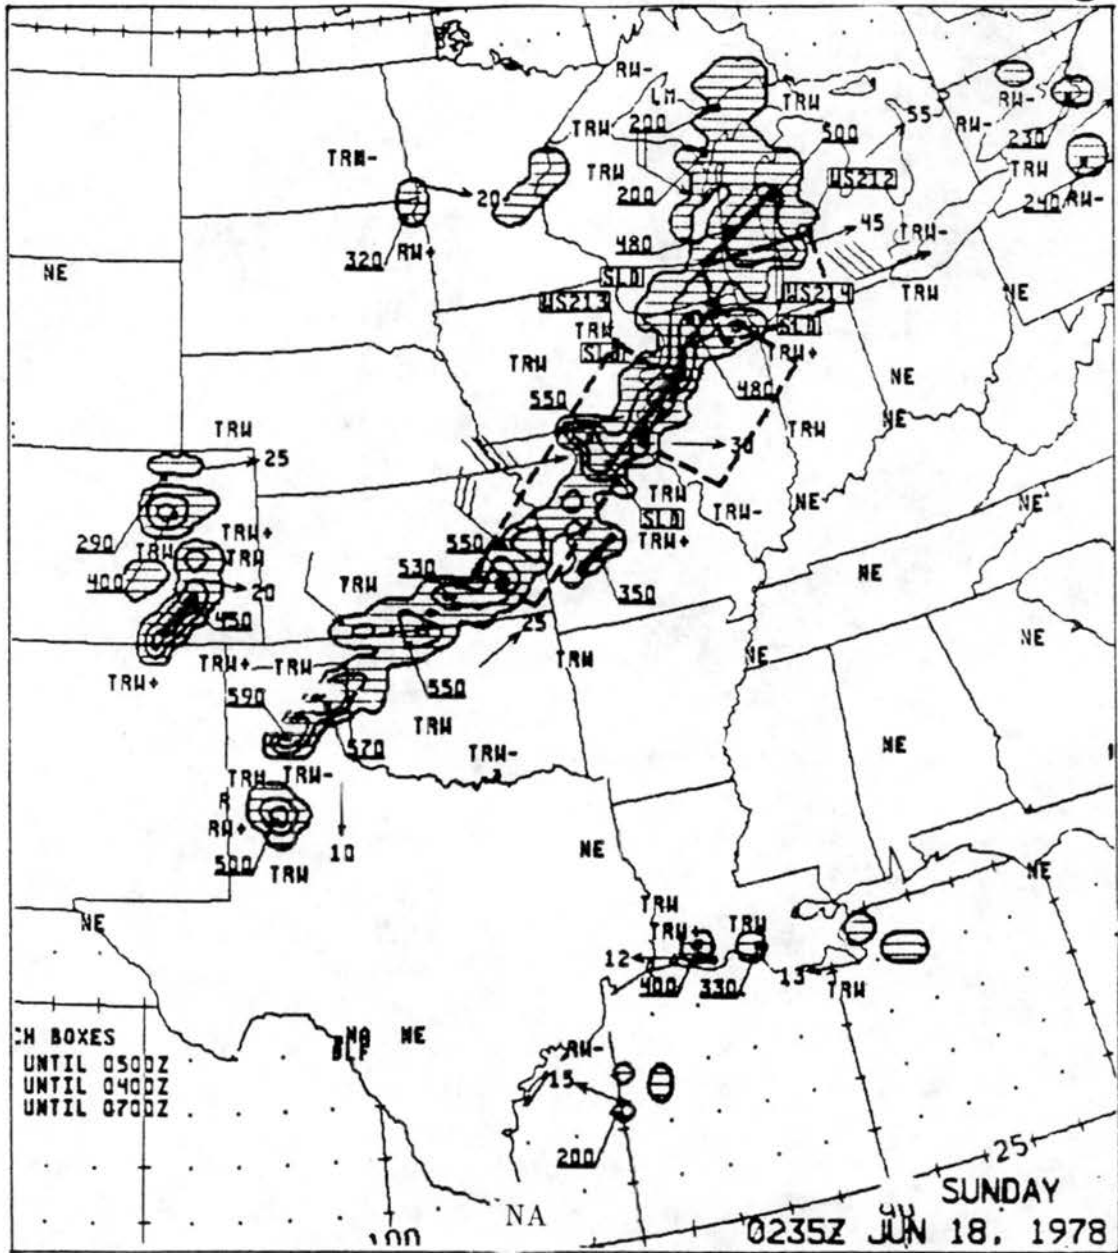 RW-
LM
TRW
TRW
200
55
500
RW-
RW-
230
TRW
TRW-
TRW
WS212
20
200
240
RW-
480
45
TRW-
320
RW+
NE
SLD
WS213
WS214
TRW
NE
TRW
SLD
SLD
TRW
TRW+
NE
550
480
NE
TRW
TRW
30
25
TRW
SLD
TRW-
NE
NE
290
TRW+
TRW
TRW
550
TRW+
400
530
NE
20
TRW
350
450
25
NE
TRW+
TRW
TRW
NE
TRW+
590
550
570
TRW
NE
TRW-
TRW
TRW-
R
RW+
500
10
TRW
NE
NE
NE
TRW
TRW+
TRW
12
400
330
13
TRW
CH BOXES
NA
NE
UNTIL 0500Z
UNTIL 0400Z
UNTIL 0700Z
RW-
15
200
25
NA
100
90
SUNDAY
0235Z JUN 18, 1978